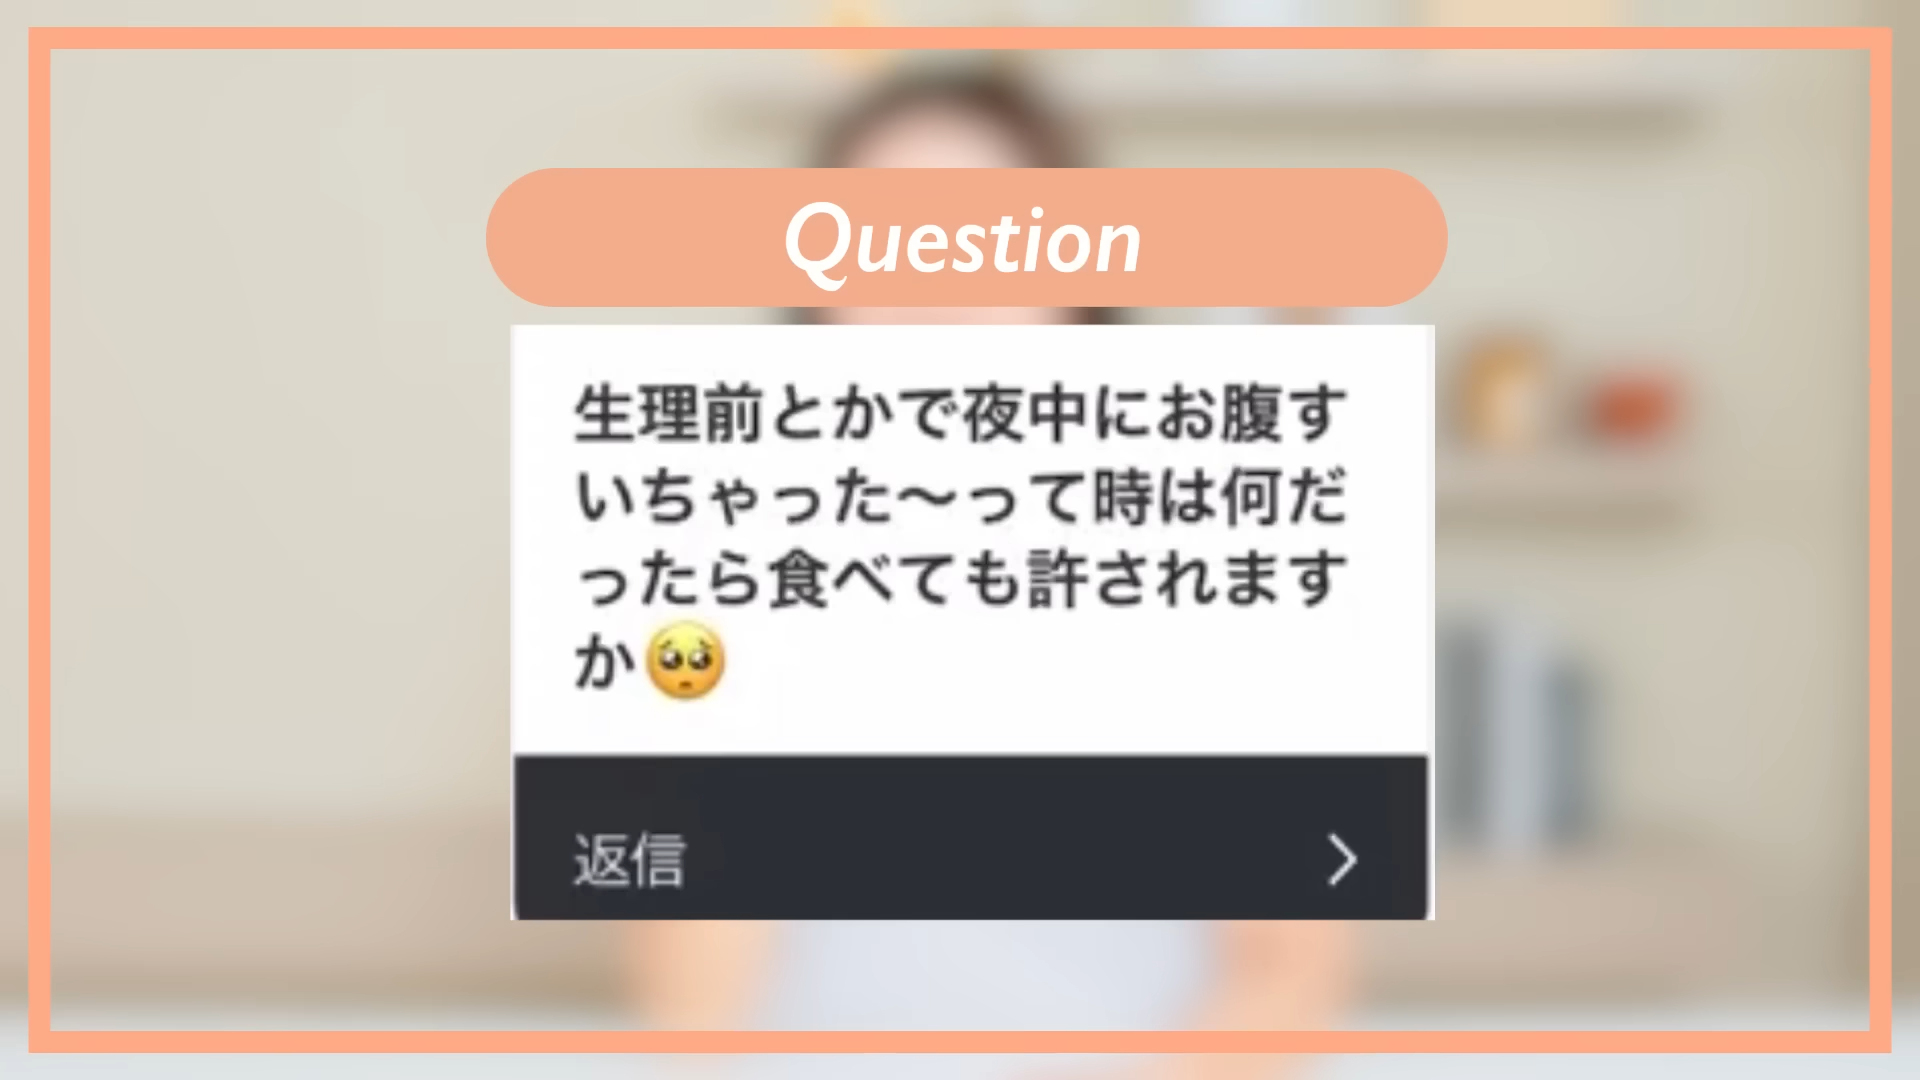 Question
生理前とかで夜中にお腹す
いちゃった〜って時は何だ
ったら食べても許されます
か🥺
返信